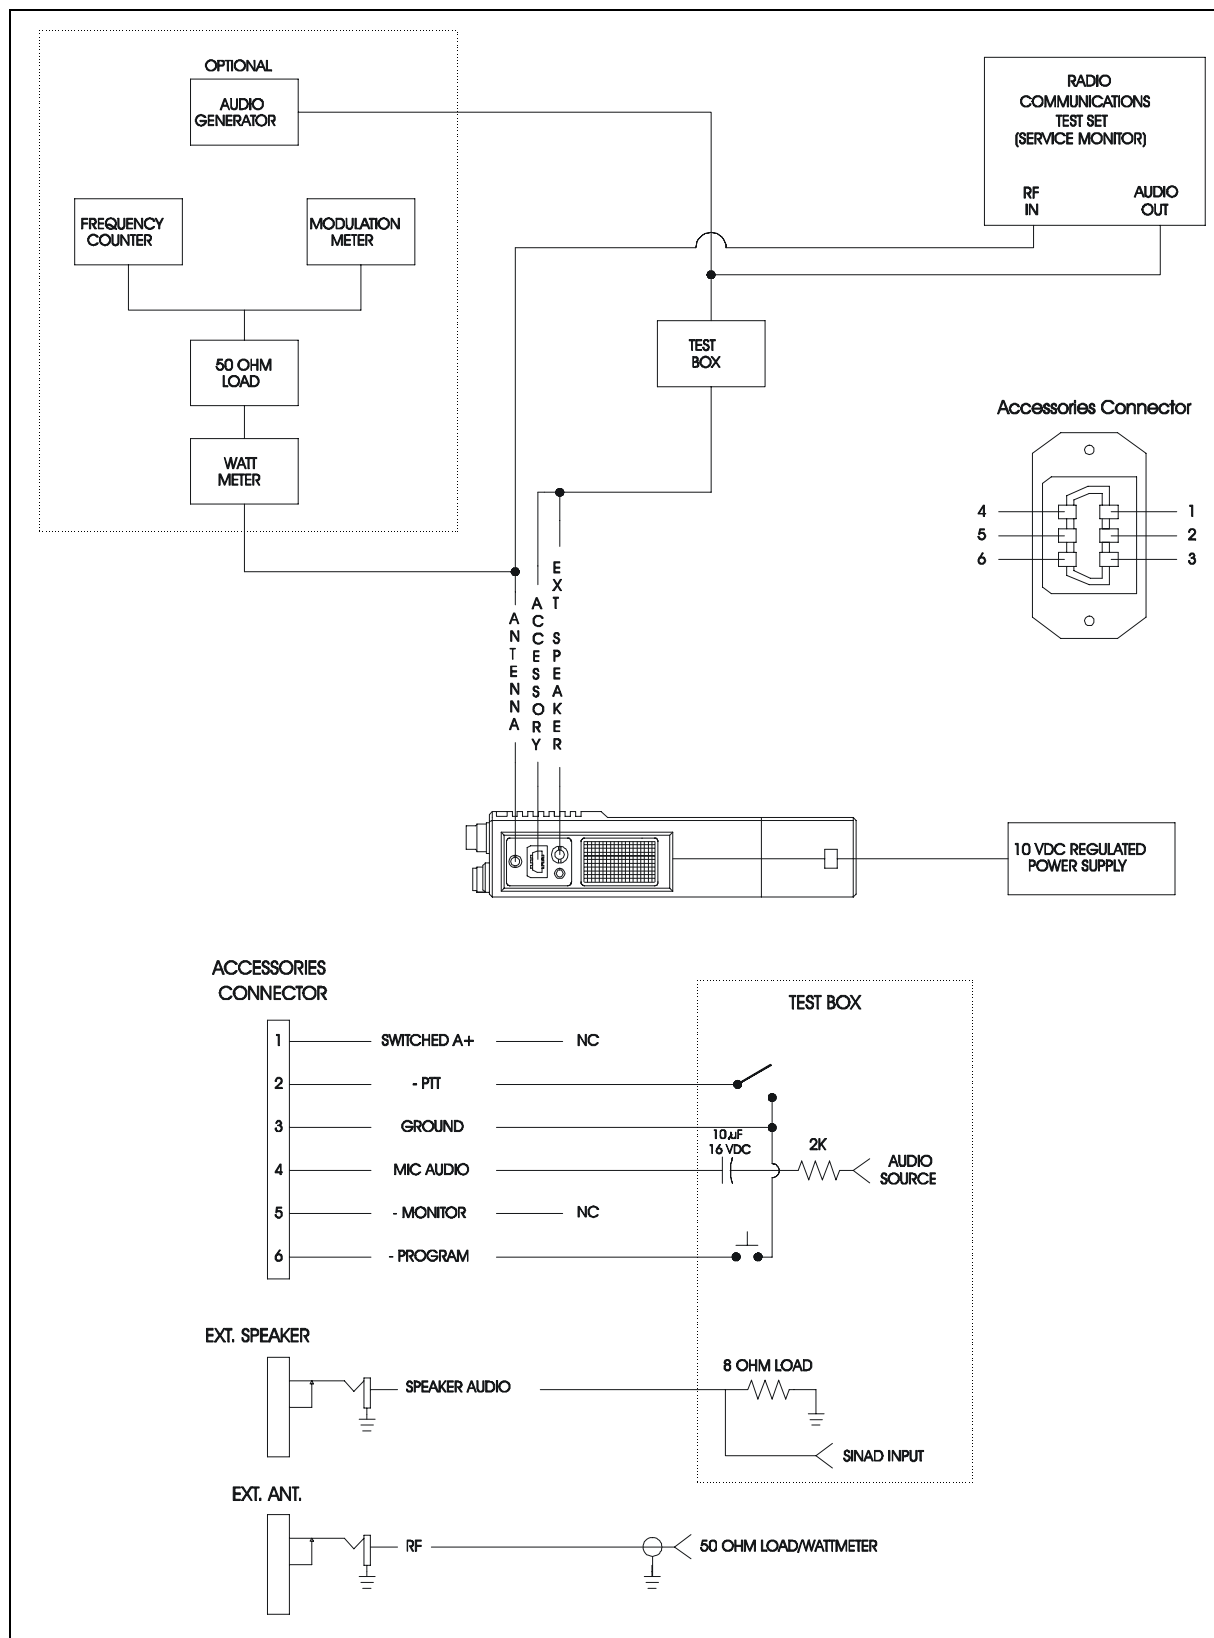 OPTIONAL
AUDIO
GENERATOR
FREQUENCY
COUNTER
MODULATION
METER
50 OHM
LOAD
WATT
METER
RADIO
COMMUNICATIONS
TEST SET
(SERVICE MONITOR)
RF
IN
AUDIO
OUT
TEST
BOX
Accessories Connector
4
1
5
2
6
3
ANTENNA
ACCESSORY
EXT SPEAKER
10 VDC REGULATED
POWER SUPPLY
ACCESSORIES
CONNECTOR
TEST BOX
1 SWITCHED A+ NC
2 - PTT
3 GROUND
10µF
16 VDC
2K
4 MIC AUDIO
AUDIO
SOURCE
5 - MONITOR NC
6 - PROGRAM
EXT. SPEAKER
8 OHM LOAD
SPEAKER AUDIO
SINAD INPUT
EXT. ANT.
RF
50 OHM LOAD/WATTMETER